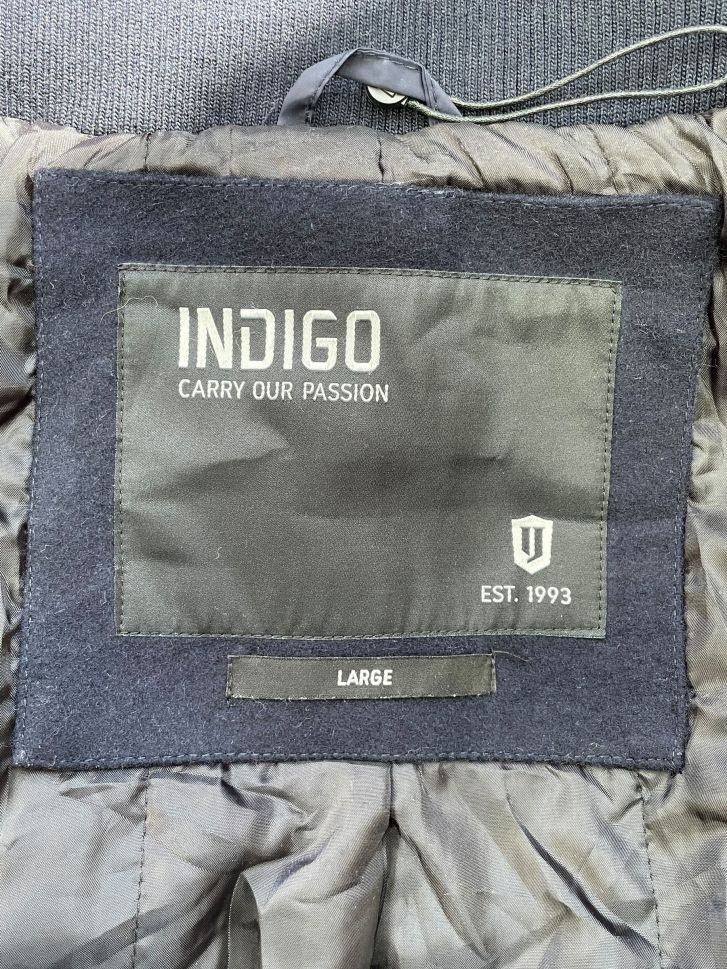 INDIGO
CARRY OUR PASSION
EST. 1993
LARGE